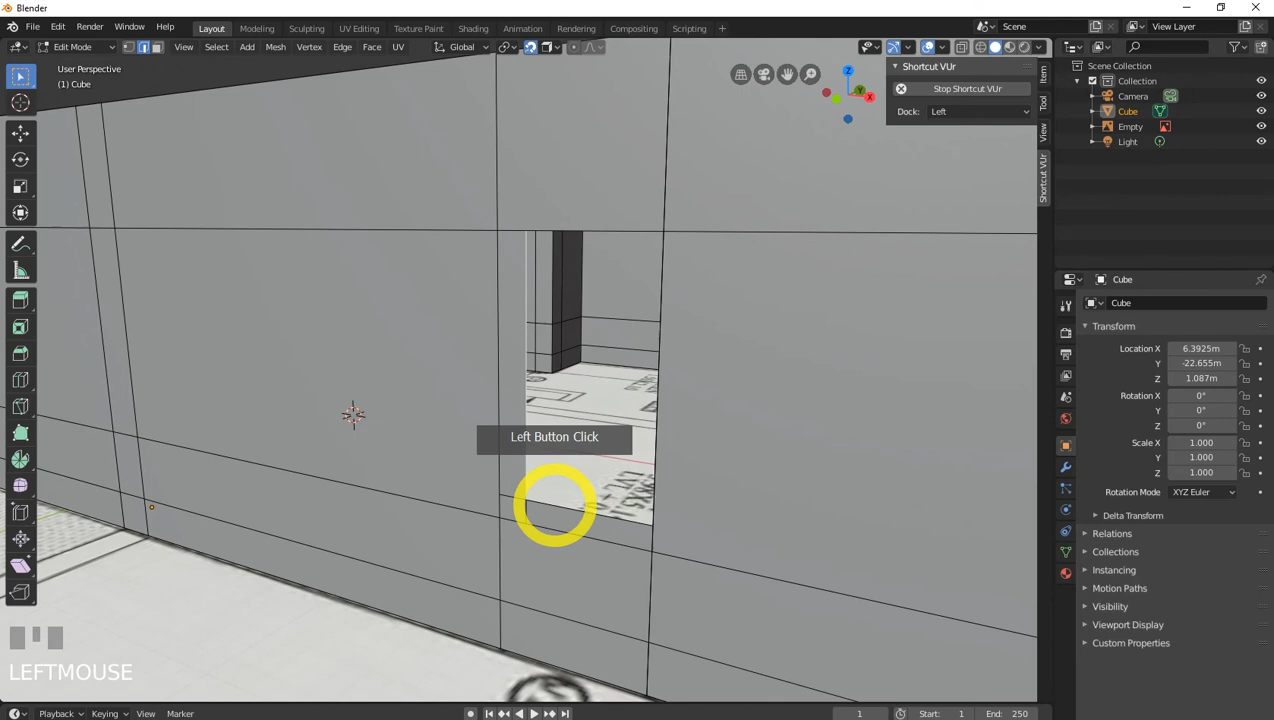 Blender
File Edit Render Window Help
Layout Modeling Sculpting UV Editing Texture Paint Shading Animation Rendering Compositing Scripting +
Scene
View Layer
Edit Mode View Select Add Mesh Vertex Edge Face UV Global
User Perspective
(1) Cube
Shortcut VUr
Stop Shortcut VUr
Dock: Left
Item
Tool
View
Shortcut VUr
Z
Y
X
Scene Collection
Collection
Camera
Cube
Empty
Light
Left Button Click
LEFTMOUSE
Cube
Cube
Transform
Location X 6.3925m
Y -22.655m
Z 1.087m
Rotation X 0°
Y 0°
Z 0°
Scale X 1.000
Y 1.000
Z 1.000
Rotation Mode XYZ Euler
Delta Transform
Relations
Collections
Instancing
Motion Paths
Visibility
Viewport Display
Custom Properties
Playback Keying View Marker 1 Start: 1 End: 250